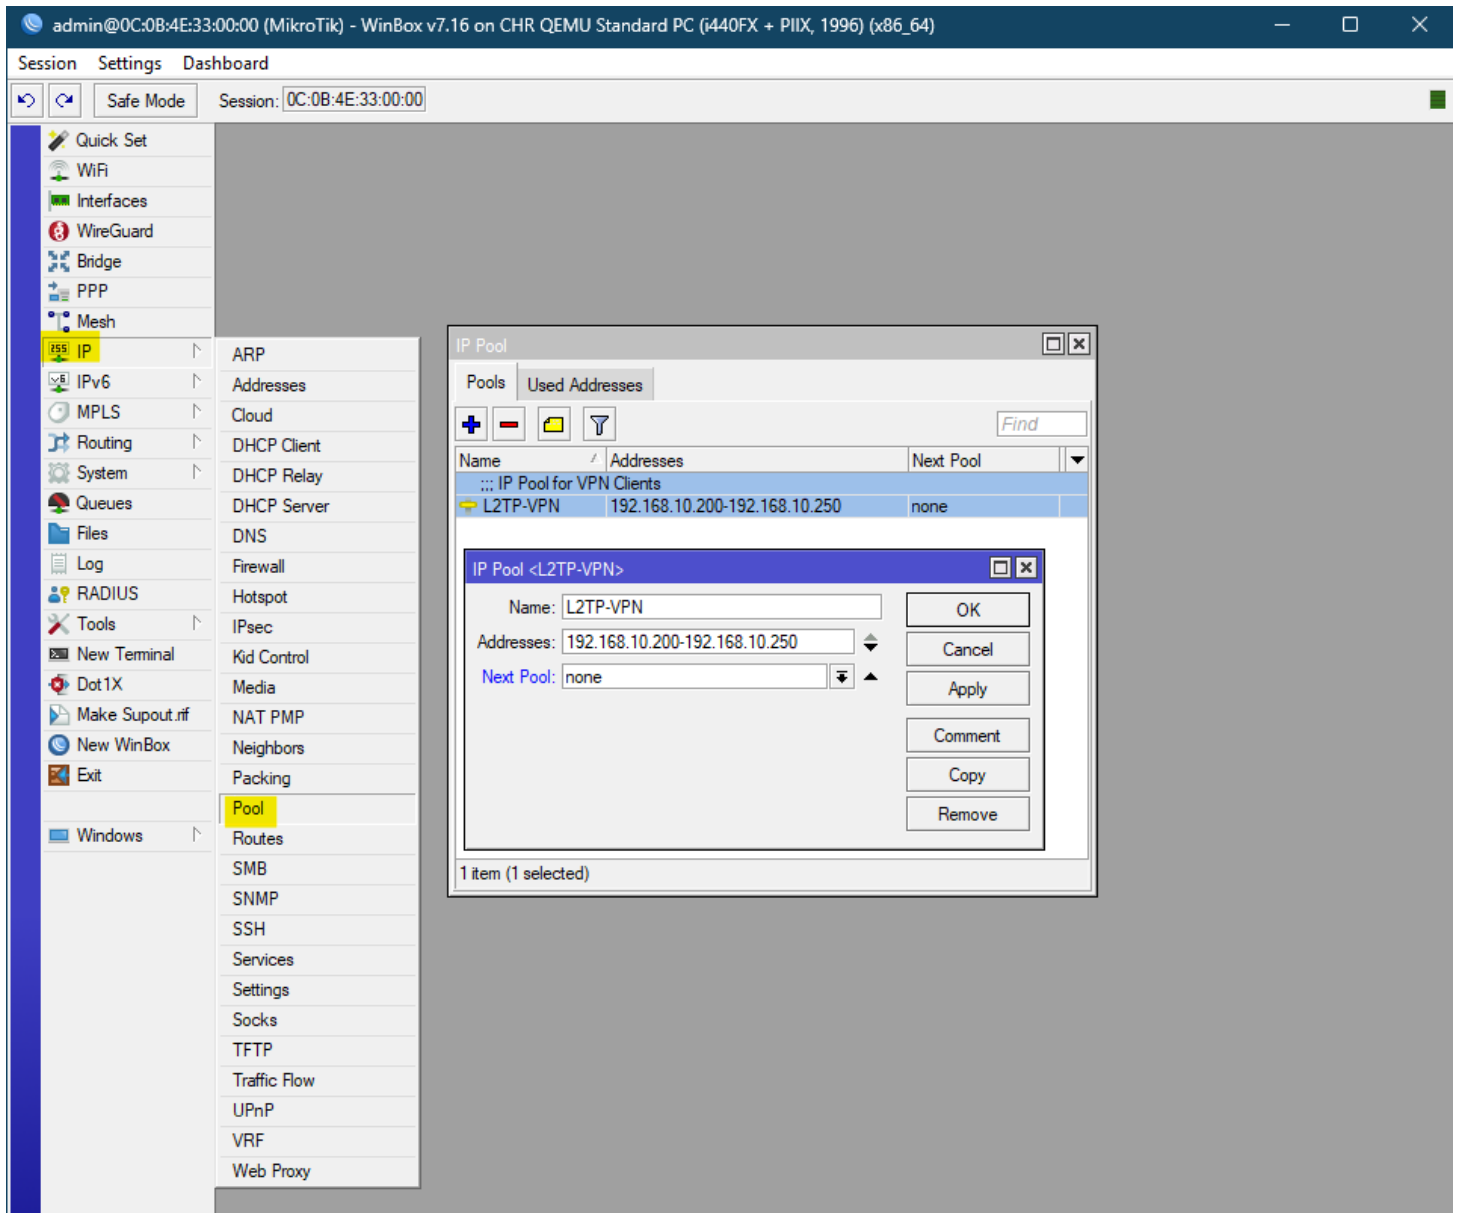 admin@0C:0B:4E:33:00:00 (MikroTik) - WinBox v7.16 on CHR QEMU Standard PC (i440FX + PIIX, 1996) (x86_64)
Session Settings Dashboard
Safe Mode Session: 0C:0B:4E:33:00:00
Quick Set
WiFi
Interfaces
WireGuard
Bridge
PPP
Mesh
255 IP
v6 IPv6
MPLS
Routing
System
Queues
Files
Log
RADIUS
Tools
New Terminal
Dot1X
Make Supout.rif
New WinBox
Exit
Windows
ARP
Addresses
Cloud
DHCP Client
DHCP Relay
DHCP Server
DNS
Firewall
Hotspot
IPsec
Kid Control
Media
NAT PMP
Neighbors
Packing
Pool
Routes
SMB
SNMP
SSH
Services
Settings
Socks
TFTP
Traffic Flow
UPnP
VRF
Web Proxy
IP Pool
Pools Used Addresses
Find
Name Addresses Next Pool
;;; IP Pool for VPN Clients
L2TP-VPN 192.168.10.200-192.168.10.250 none
IP Pool <L2TP-VPN>
Name: L2TP-VPN
Addresses: 192.168.10.200-192.168.10.250
Next Pool: none
OK
Cancel
Apply
Comment
Copy
Remove
1 item (1 selected)